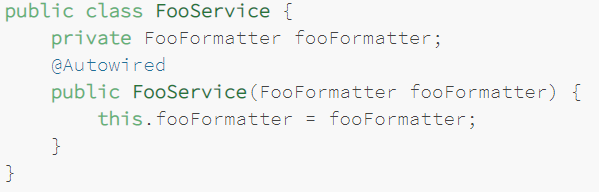 public class FooService {
    private FooFormatter fooFormatter;
    @Autowired
    public FooService(FooFormatter fooFormatter) {
        this.fooFormatter = fooFormatter;
    }
}